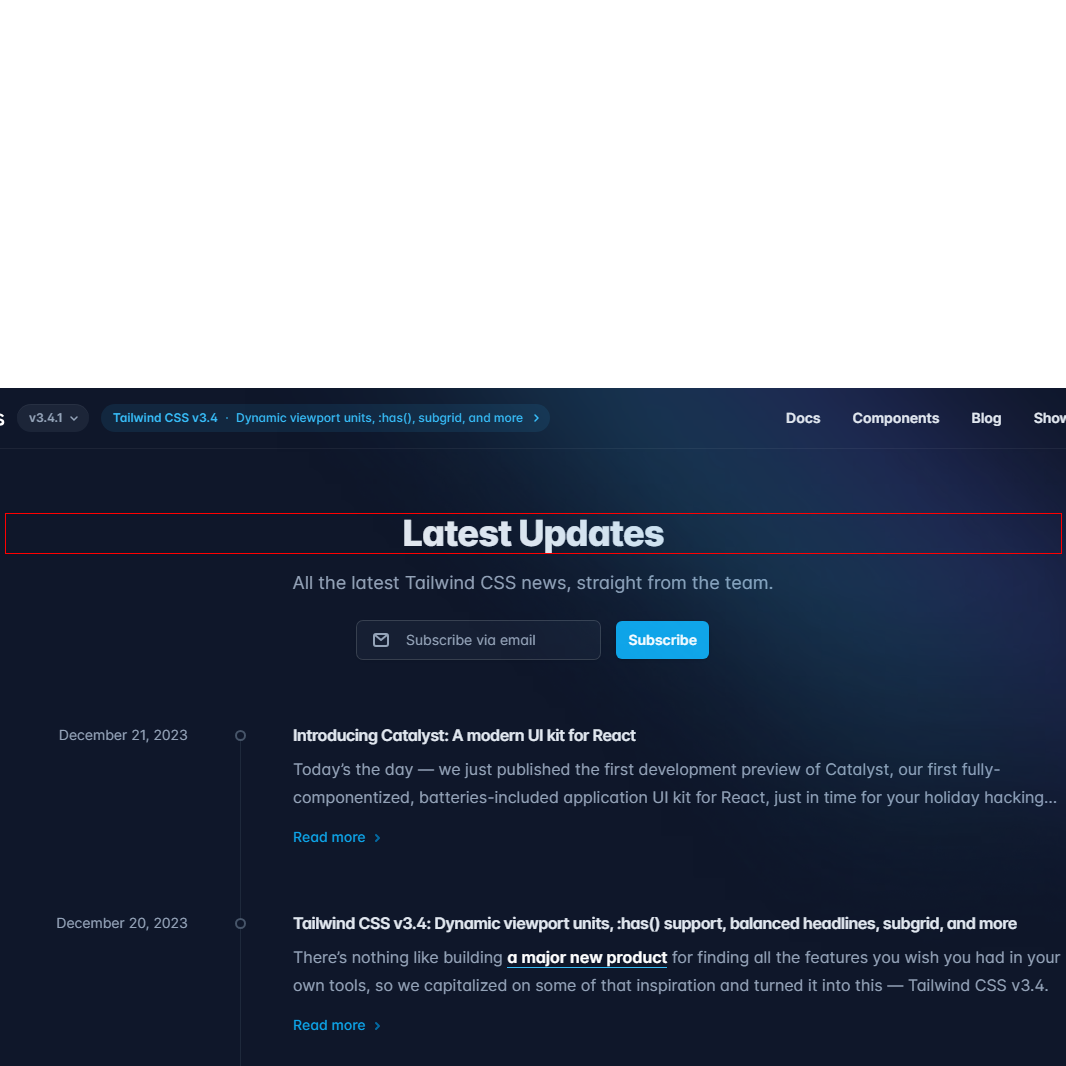 s v3.4.1 Tailwind CSS v3.4 · Dynamic viewport units, :has(), subgrid, and more Docs Components Blog Show
Latest Updates
All the latest Tailwind CSS news, straight from the team.
Subscribe via email Subscribe
December 21, 2023 Introducing Catalyst: A modern UI kit for React
Today’s the day — we just published the first development preview of Catalyst, our first fully-
componentized, batteries-included application UI kit for React, just in time for your holiday hacking...
Read more
December 20, 2023 Tailwind CSS v3.4: Dynamic viewport units, :has() support, balanced headlines, subgrid, and more
There’s nothing like building a major new product for finding all the features you wish you had in your
own tools, so we capitalized on some of that inspiration and turned it into this — Tailwind CSS v3.4.
Read more